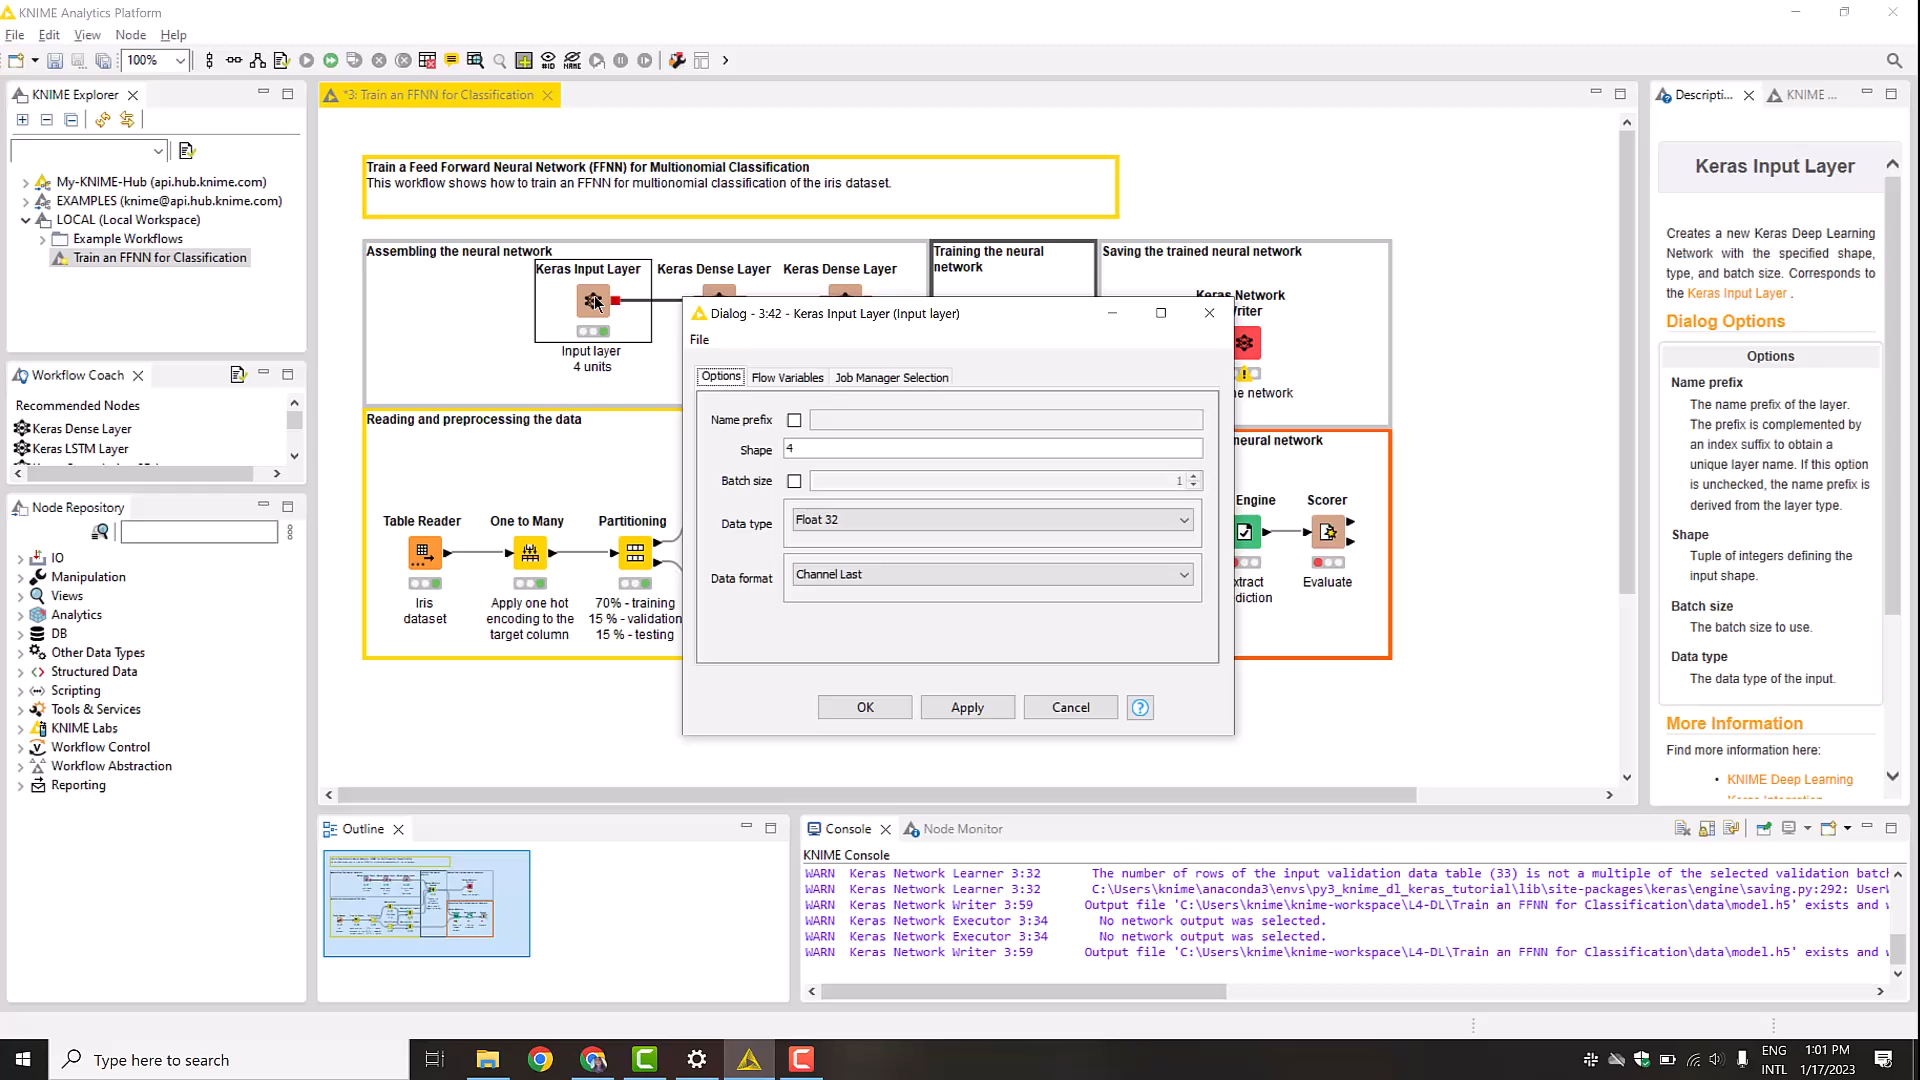 KNIME Analytics Platform
File Edit View Node Help
100%
KNIME Explorer
My-KNIME-Hub (api.hub.knime.com)
EXAMPLES (knime@api.hub.knime.com)
LOCAL (Local Workspace)
Example Workflows
Train an FFNN for Classification
Workflow Coach
Recommended Nodes
Keras Dense Layer
Keras LSTM Layer
Node Repository
IO
Manipulation
Views
Analytics
DB
Other Data Types
Structured Data
Scripting
Tools & Services
KNIME Labs
Workflow Control
Workflow Abstraction
Reporting
*3: Train an FFNN for Classification
Train a Feed Forward Neural Network (FFNN) for Multionomial Classification
This workflow shows how to train an FFNN for multionomial classification of the iris dataset.
Assembling the neural network
Keras Input Layer
Keras Dense Layer
Keras Dense Layer
Input layer
4 units
Training the neural
network
Saving the trained neural network
Keras Network
Writer
ne network
Reading and preprocessing the data
Table Reader
One to Many
Partitioning
Iris
dataset
Apply one hot
encoding to the
target column
70% - training
15 % - validation
15 % - testing
neural network
Engine
Scorer
xtract
diction
Evaluate
Dialog - 3:42 - Keras Input Layer (Input layer)
File
Options
Flow Variables
Job Manager Selection
Name prefix
Shape
4
Batch size
1
Data type
Float 32
Data format
Channel Last
OK
Apply
Cancel
Descripti...
KNIME ...
Keras Input Layer
Creates a new Keras Deep Learning
Network with the specified shape,
type, and batch size. Corresponds to
the Keras Input Layer .
Dialog Options
Options
Name prefix
The name prefix of the layer.
The prefix is complemented by
an index suffix to obtain a
unique layer name. If this option
is unchecked, the name prefix is
derived from the layer type.
Shape
Tuple of integers defining the
input shape.
Batch size
The batch size to use.
Data type
The data type of the input.
More Information
Find more information here:
• KNIME Deep Learning
Outline
Console
Node Monitor
KNIME Console
WARN Keras Network Learner 3:32 The number of rows of the input validation data table (33) is not a multiple of the selected validation batch
WARN Keras Network Learner 3:32 C:\Users\knime\anaconda3\envs\py3_knime_dl_keras_tutorial\lib\site-packages\keras\engine\saving.py:292: UserW
WARN Keras Network Writer 3:59 Output file 'C:\Users\knime\knime-workspace\L4-DL\Train an FFNN for Classification\data\model.h5' exists and w
WARN Keras Network Executor 3:34 No network output was selected.
WARN Keras Network Executor 3:34 No network output was selected.
WARN Keras Network Writer 3:59 Output file 'C:\Users\knime\knime-workspace\L4-DL\Train an FFNN for Classification\data\model.h5' exists and w
Type here to search
ENG
INTL
1:01 PM
1/17/2023